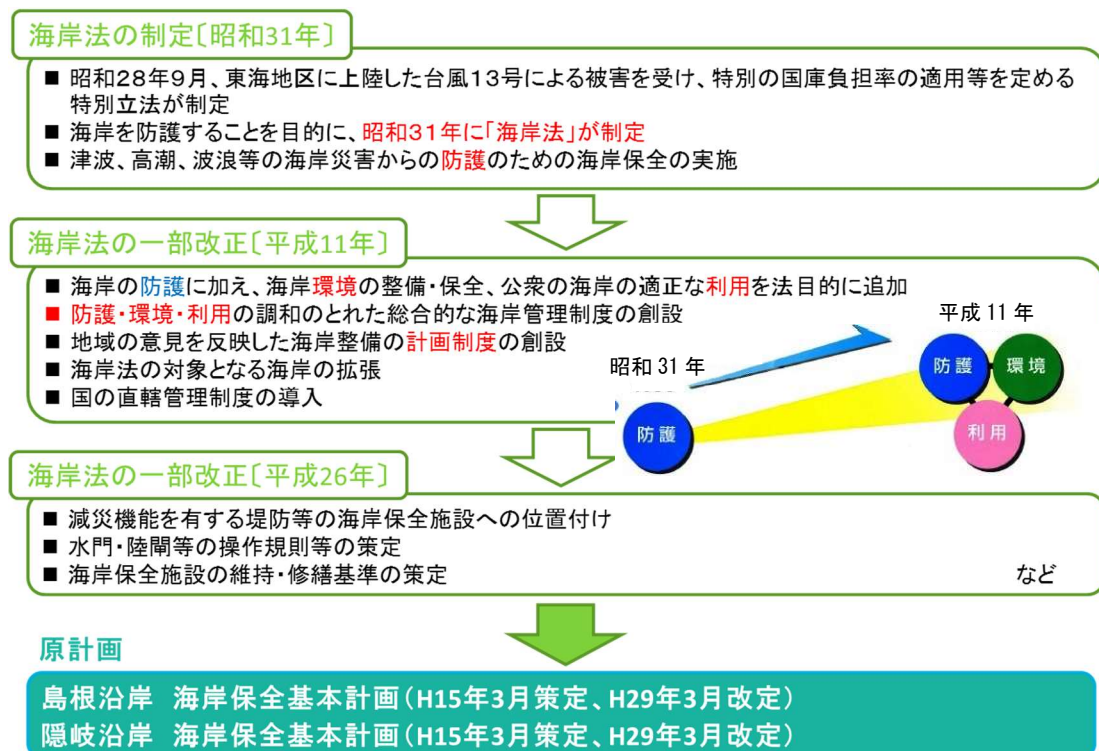 海岸法の制定〔昭和31年〕
■ 昭和28年9月、東海地区に上陸した台風13号による被害を受け、特別の国庫負担率の適用等を定める
特別立法が制定
■ 海岸を防護することを目的に、昭和31年に「海岸法」が制定
■ 津波、高潮、波浪等の海岸災害からの防護のための海岸保全の実施
海岸法の一部改正〔平成11年〕
■ 海岸の防護に加え、海岸環境の整備・保全、公衆の海岸の適正な利用を法目的に追加
■ 防護・環境・利用の調和のとれた総合的な海岸管理制度の創設
■ 地域の意見を反映した海岸整備の計画制度の創設
■ 海岸法の対象となる海岸の拡張
■ 国の直轄管理制度の導入
平成 11 年
昭和 31 年
防護
環境
防護
利用
海岸法の一部改正〔平成26年〕
■ 減災機能を有する堤防等の海岸保全施設への位置付け
■ 水門・陸閘等の操作規則等の策定
■ 海岸保全施設の維持・修繕基準の策定
など
原計画
島根沿岸 海岸保全基本計画(H15年3月策定、H29年3月改定)
隠岐沿岸 海岸保全基本計画(H15年3月策定、H29年3月改定)